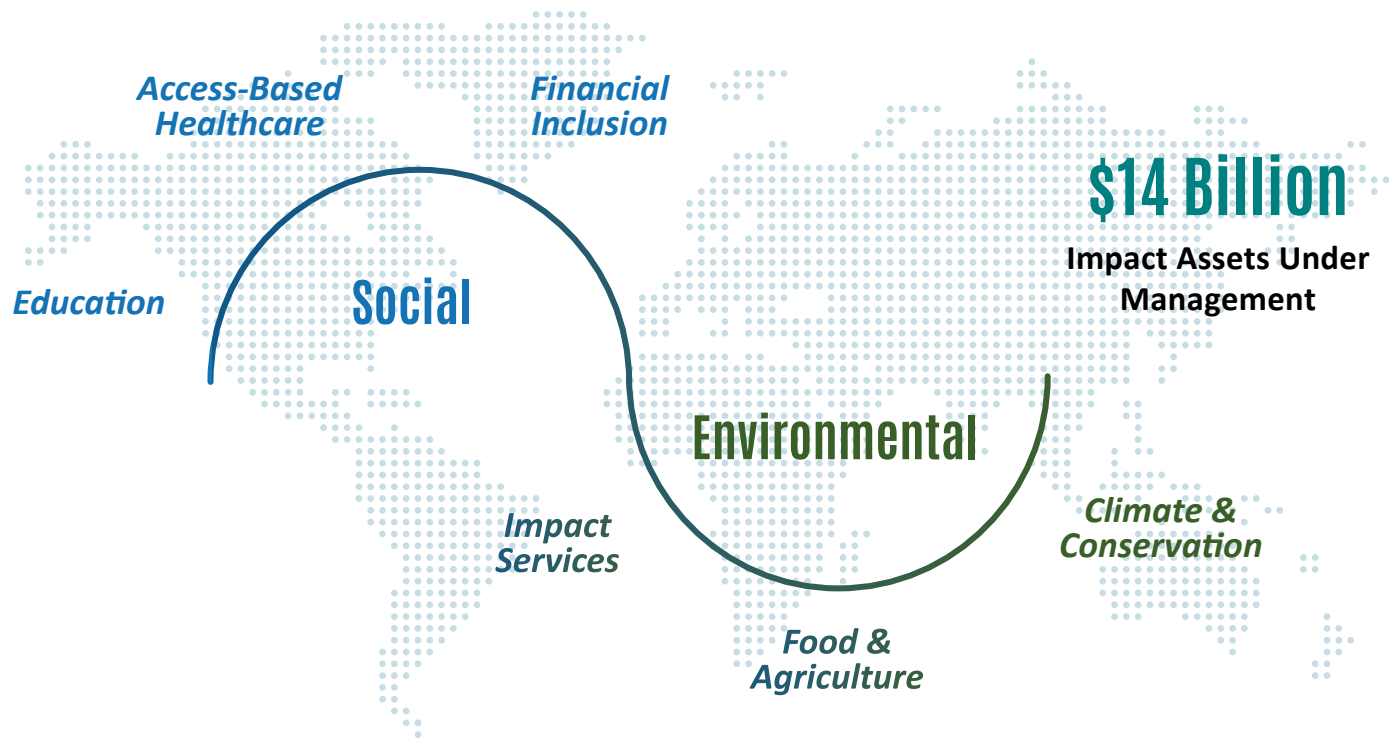 Access-Based
Healthcare
Financial
Inclusion
$14 Billion
Impact Assets Under
Management
Education
Social
Environmental
Impact
Services
Climate &
Conservation
Food &
Agriculture